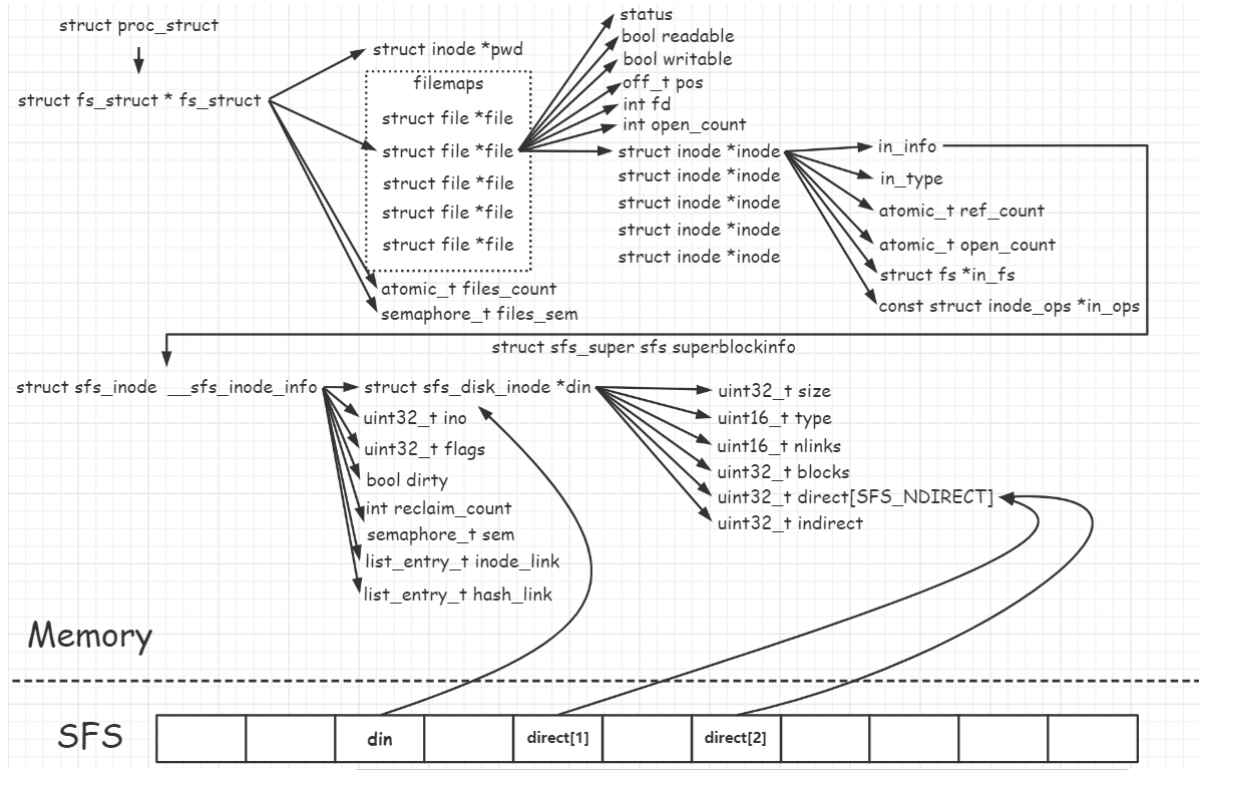 struct proc_struct
struct fs_struct * fs_struct
struct inode *pwd
filemaps
struct file *file
struct file *file
struct file *file
struct file *file
struct file *file
atomic_t files_count
semaphore_t files_sem
status
bool readable
bool writable
off_t pos
int fd
int open_count
struct inode *inode
struct inode *inode
struct inode *inode
struct inode *inode
struct inode *inode
in_info
in_type
atomic_t ref_count
atomic_t open_count
struct fs *in_fs
const struct inode_ops *in_ops
struct sfs_super sfs superblockinfo
struct sfs_inode __sfs_inode_info
struct sfs_disk_inode *din
uint32_t ino
uint32_t flags
bool dirty
int reclaim_count
semaphore_t sem
list_entry_t inode_link
list_entry_t hash_link
uint32_t size
uint16_t type
uint16_t nlinks
uint32_t blocks
uint32_t direct[SFS_NDIRECT]
uint32_t indirect
Memory
SFS
din
direct[1]
direct[2]